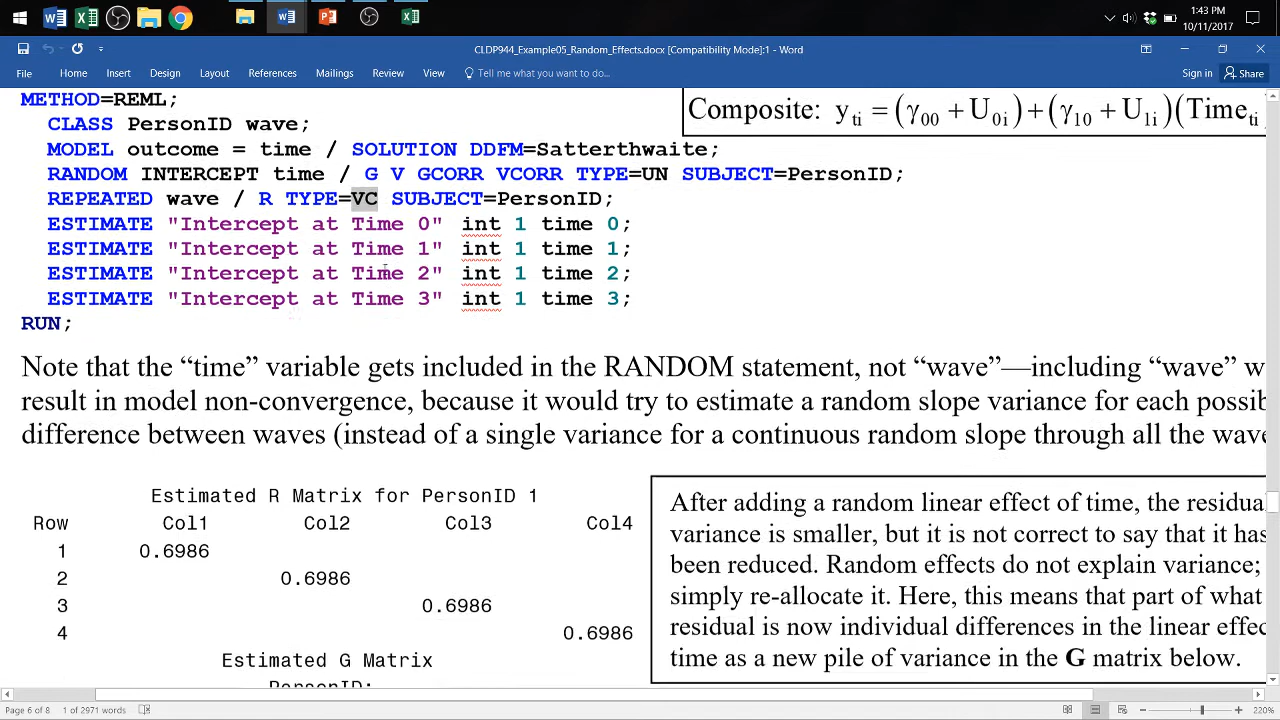 1:43 PM
10/11/2017
CLDP944_Example05_Random_Effects.docx [Compatibility Mode]:1 - Word
File Home Insert Design Layout References Mailings Review View Tell me what you want to do... Sign in Share
METHOD=REML;
CLASS PersonID wave;
MODEL outcome = time / SOLUTION DDFM=Satterthwaite;
RANDOM INTERCEPT time / G V GCORR VCORR TYPE=UN SUBJECT=PersonID;
REPEATED wave / R TYPE=VC SUBJECT=PersonID;
ESTIMATE "Intercept at Time 0" int 1 time 0;
ESTIMATE "Intercept at Time 1" int 1 time 1;
ESTIMATE "Intercept at Time 2" int 1 time 2;
ESTIMATE "Intercept at Time 3" int 1 time 3;
RUN;
Composite: yti = (γ00 + U0i) + (γ10 + U1i)(Timeti
Note that the “time” variable gets included in the RANDOM statement, not “wave”—including “wave” w
result in model non-convergence, because it would try to estimate a random slope variance for each possib
difference between waves (instead of a single variance for a continuous random slope through all the wave
Estimated R Matrix for PersonID 1
Row Col1 Col2 Col3 Col4
1 0.6986
2 0.6986
3 0.6986
4 0.6986
Estimated G Matrix
PersonID:
After adding a random linear effect of time, the residua
variance is smaller, but it is not correct to say that it has
been reduced. Random effects do not explain variance;
simply re-allocate it. Here, this means that part of what
residual is now individual differences in the linear effec
time as a new pile of variance in the G matrix below.
Page 6 of 8 1 of 2971 words 220%